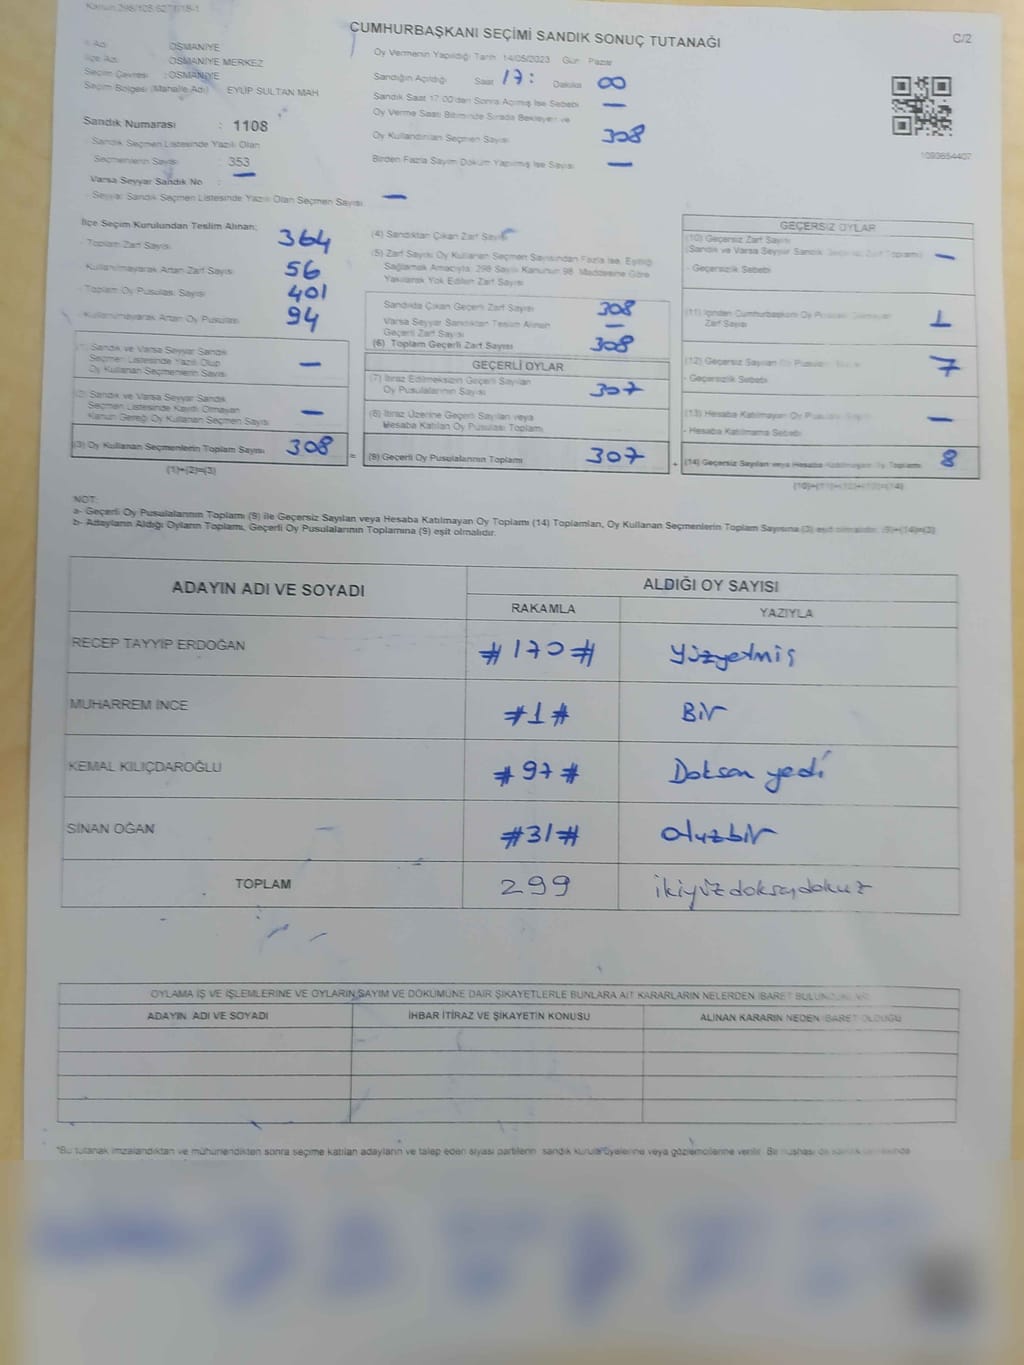 Kanun 298/105,6271/18-1
CUMHURBAŞKANI SEÇİMİ SANDIK SONUÇ TUTANAĞI
C/2
İl Adı : OSMANİYE
İlçe Adı : OSMANİYE MERKEZ
Seçim Çevresi : OSMANİYE
Seçim Bölgesi (Mahalle Adı) EYÜP SULTAN MAH
Sandık Numarası : 1108
Sandık Seçmen Listesinde Yazılı Olan
Seçmenlerin Sayısı : 353
Varsa Seyyar Sandık No : —
Seyyar Sandık Seçmen Listesinde Yazılı Olan Seçmen Sayısı —
Oy Vermenin Yapıldığı Tarih 14/05/2023 Gün Pazar
Sandığın Açıldığı Saat 17: Dakika 00
Sandık Saat 17.00'dan Sonra Açılmış İse Sebebi —
Oy Verme Saati Bitiminde Sırada Bekleyen ve
Oy Kullandırılan Seçmen Sayısı 308
Birden Fazla Sayım Döküm Yapılmış İse Sayısı —
1093654407
İlçe Seçim Kurulundan Teslim Alınan;
Toplam Zarf Sayısı 364
Kullanılmayarak Artan Zarf Sayısı 56
Toplam Oy Pusulası Sayısı 401
Kullanılmayarak Artan Oy Pusulası 94
(1) Sandık ve Varsa Seyyar Sandık
Seçmen Listesinde Yazılı Olup
Oy Kullanan Seçmenlerin Sayısı —
(2) Sandık ve Varsa Seyyar Sandık
Seçmen Listesinde Kayıtlı Olmayan
Kanun Gereği Oy Kullanan Seçmen Sayısı —
(3) Oy Kullanan Seçmenlerin Toplam Sayısı 308 =
(1)+(2)=(3)
(4) Sandıktan Çıkan Zarf Sayısı
(5) Zarf Sayısı Oy Kullanan Seçmen Sayısından Fazla İse, Eşitliği
Sağlamak Amacıyla, 298 Sayılı Kanunun 98. Maddesine Göre
Yakılarak Yok Edilen Zarf Sayısı
Sandıkta Çıkan Geçerli Zarf Sayısı 308
Varsa Seyyar Sandıktan Teslim Alınan
Geçerli Zarf Sayısı —
(6) Toplam Geçerli Zarf Sayısı 308
GEÇERLİ OYLAR
(7) İtiraz Edilmeksizin Geçerli Sayılan
Oy Pusulalarının Sayısı 307
(8) İtiraz Üzerine Geçerli Sayılan veya
Hesaba Katılan Oy Pusulası Toplamı
(9) Geçerli Oy Pusulalarının Toplamı 307 +
GEÇERSİZ OYLAR
(10) Geçersiz Zarf Sayısı
(Sandık ve Varsa Seyyar Sandık Geçersiz Zarf Toplamı) —
- Geçersizlik Sebebi
(11) İçinden Cumhurbaşkanı Oy Pusulası Çıkmayan
Zarf Sayısı 1
(12) Geçersiz Sayılan Oy Pusulası Sayısı 7
- Geçersizlik Sebebi
(13) Hesaba Katılmayan Oy Pusulası Sayısı —
- Hesaba Katılmama Sebebi
(14) Geçersiz Sayılan veya Hesaba Katılmayan Oy Toplamı 8
(10)+(11)+(12)+(13)=(14)
NOT:
a- Geçerli Oy Pusulalarının Toplamı (9) ile Geçersiz Sayılan veya Hesaba Katılmayan Oy Toplamı (14) Toplamları, Oy Kullanan Seçmenlerin Toplam Sayısına (3) eşit olmalıdır. (9)+(14)=(3)
b- Adayların Aldığı Oyların Toplamı, Geçerli Oy Pusulalarının Toplamına (9) eşit olmalıdır.
ADAYIN ADI VE SOYADI ALDIĞI OY SAYISI
RAKAMLA YAZIYLA
RECEP TAYYİP ERDOĞAN #170# Yüzyetmiş
MUHARREM İNCE #1# Bir
KEMAL KILIÇDAROĞLU #97# Doksan yedi
SİNAN OĞAN #31# otuzbir
TOPLAM 299 ikiyüzdoksandokuz
OYLAMA İŞ VE İŞLEMLERİNE VE OYLARIN SAYIM VE DÖKÜMÜNE DAİR ŞİKAYETLERLE BUNLARA AİT KARARLARIN NELERDEN İBARET BULUNDUKLARI
ADAYIN ADI VE SOYADI İHBAR İTİRAZ VE ŞİKAYETİN KONUSU ALINAN KARARIN NEDEN İBARET OLDUĞU
*Bu tutanak imzalandıktan ve mühürlendikten sonra seçime katılan adayların ve talep eden siyasi partilerin sandık kurulu üyelerine veya gözlemcilerine verilir. Bir nüshası da